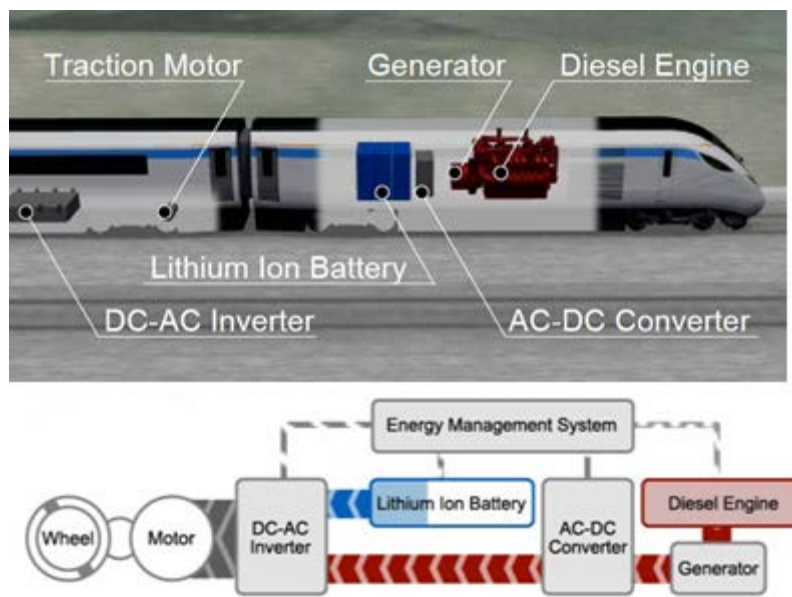 Traction Motor
Generator
Diesel Engine
Lithium Ion Battery
DC-AC Inverter
AC-DC Converter
Energy Management System
Wheel
Motor
DC-AC
Inverter
Lithium Ion Battery
AC-DC
Converter
Diesel Engine
Generator